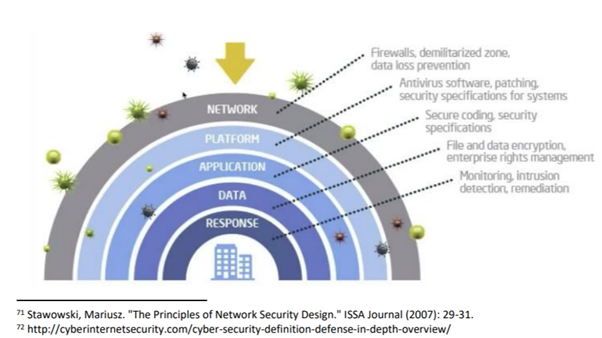 NETWORK
PLATFORM
APPLICATION
DATA
RESPONSE
Firewalls, demilitarized zone,
data loss prevention
Antivirus software, patching,
security specifications for systems
Secure coding, security
specifications
File and data encryption,
enterprise rights management
Monitoring, intrusion
detection, remediation
71 Stawowski, Mariusz. "The Principles of Network Security Design." ISSA Journal (2007): 29-31.
72 http://cyberinternetsecurity.com/cyber-security-definition-defense-in-depth-overview/